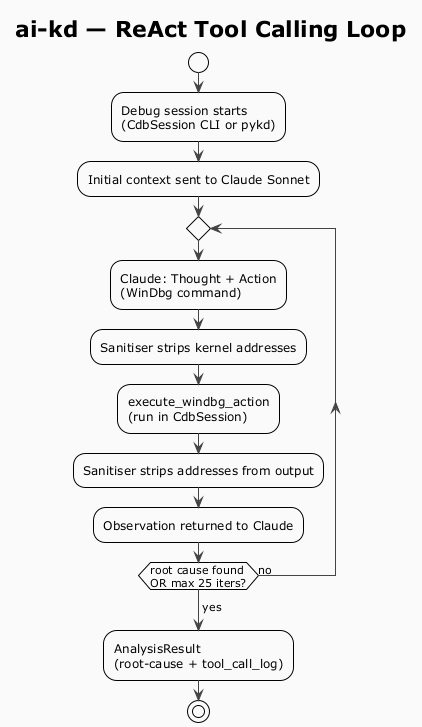 ai-kd — ReAct Tool Calling Loop
Debug session starts
(CdbSession CLI or pykd)
Initial context sent to Claude Sonnet
Claude: Thought + Action
(WinDbg command)
Sanitiser strips kernel addresses
execute_windbg_action
(run in CdbSession)
Sanitiser strips addresses from output
Observation returned to Claude
root cause found
OR max 25 iters?
no
yes
AnalysisResult
(root-cause + tool_call_log)